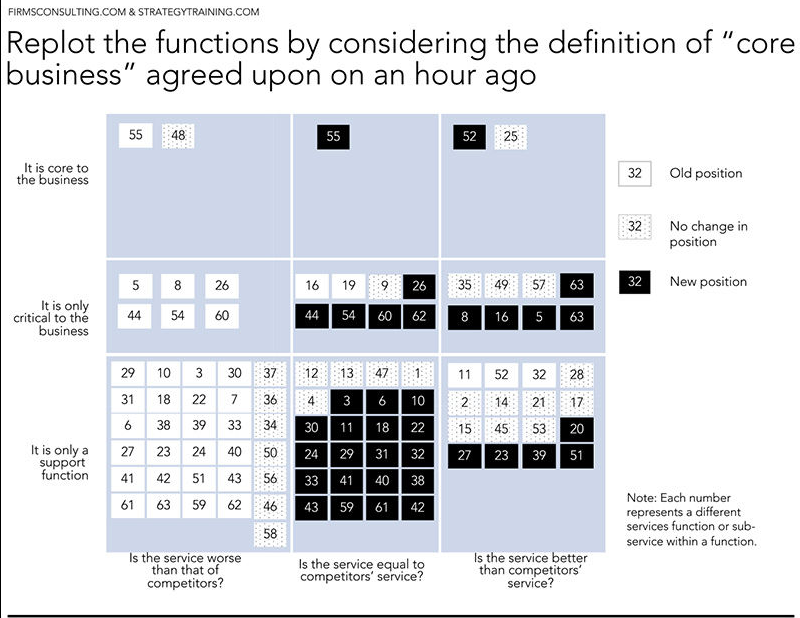 FIRMSCONSULTING.COM & STRATEGYTRAINING.COM
Replot the functions by considering the definition of “core
business” agreed upon on an hour ago
It is core to
the business
55 48
55
52 25
32 Old position
32 No change in
position
32 New position
It is only
critical to the
business
5 8 26
44 54 60
16 19 9 26
44 54 60 62
35 49 57 63
8 16 5 63
It is only a
support
function
29 10 3 30 37
31 18 22 7 36
6 38 39 33 34
27 23 24 40 50
41 42 51 43 56
61 63 59 62 46
58
12 13 47 1
4 3 6 10
30 11 18 22
24 29 31 32
33 41 40 38
43 59 61 42
11 52 32 28
2 14 21 17
15 45 53 20
27 23 39 51
Note: Each number
represents a different
services function or sub-
service within a function.
Is the service worse
than that of
competitors?
Is the service equal to
competitors’ service?
Is the service better
than competitors’
service?